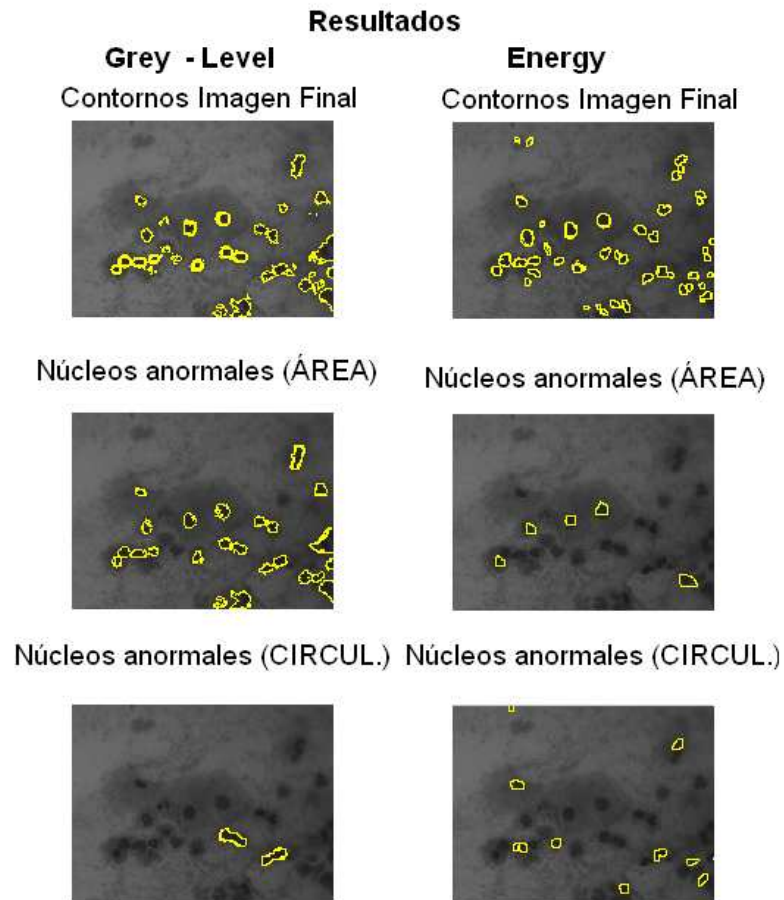 Resultados
Grey - Level
Energy
Contornos Imagen Final
Contornos Imagen Final
Núcleos anormales (ÁREA)
Núcleos anormales (ÁREA)
Núcleos anormales (CIRCUL.)
Núcleos anormales (CIRCUL.)